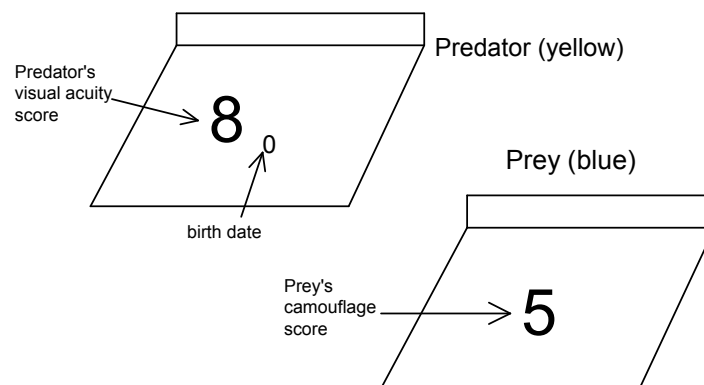 Predator (yellow)
Predator's
visual acuity
score
8
0
birth date
Prey (blue)
Prey's
camouflage
score
5